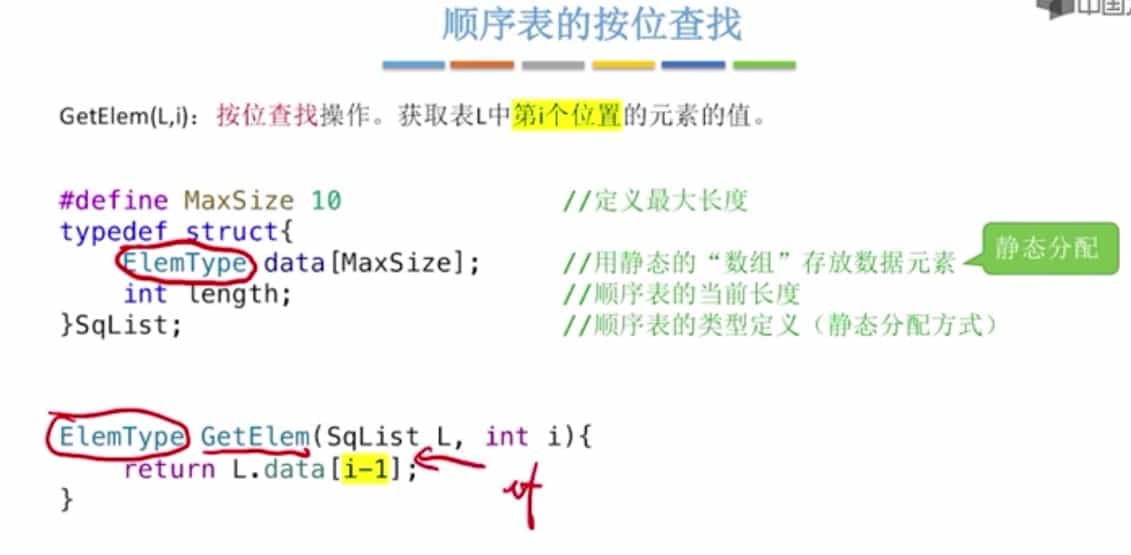 中国
顺序表的按位查找
GetElem(L,i)：按位查找操作。获取表L中第i个位置的元素的值。
#define MaxSize 10 //定义最大长度
typedef struct{
ElemType data[MaxSize]; //用静态的“数组”存放数据元素 静态分配
int length; //顺序表的当前长度
}SqList; //顺序表的类型定义（静态分配方式）
ElemType GetElem(SqList L, int i){
return L.data[i-1];
if
}